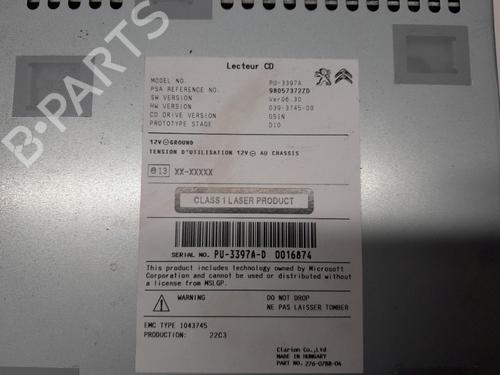 Lecteur CD
MODEL NO. PU-3397A
PSA REFERENCE NO. 98057372ZD
SW VERSION Ver06.30
HW VERSION 039-3745-00
CD DRIVE VERSION GSIN
PROTOTYPE STAGE DIO
12V⊖GROUND
TENSION D'UTILISATION 12V⊖ AU CHASSIS
e13 XX-XXXXX
CLASS 1 LASER PRODUCT
SERIAL NO. PU-3397A-D 0016874
This product includes technology owned by Microsoft
Corporation and cannot be used or distributed without
a license from MSLGP.
WARNING DO NOT DROP
NE PAS LAISSER TOMBER
EMC TYPE 1043745
PRODUCTION: 22C3
Clarion Co.,Ltd
MADE IN HUNGARY
PART NO. 276-0788-04
B-PARTS